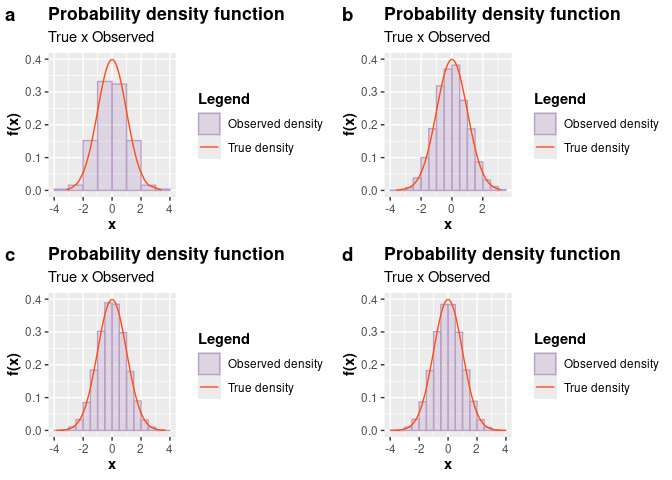 a
Probability density function
True x Observed
f(x)
0.4
0.3
0.2
0.1
0.0
-4 -2 0 2 4
x
Legend
Observed density
True density
b
Probability density function
True x Observed
f(x)
0.4
0.3
0.2
0.1
0.0
-4 -2 0 2
x
Legend
Observed density
True density
c
Probability density function
True x Observed
f(x)
0.4
0.3
0.2
0.1
0.0
-4 -2 0 2 4
x
Legend
Observed density
True density
d
Probability density function
True x Observed
f(x)
0.4
0.3
0.2
0.1
0.0
-4 -2 0 2 4
x
Legend
Observed density
True density